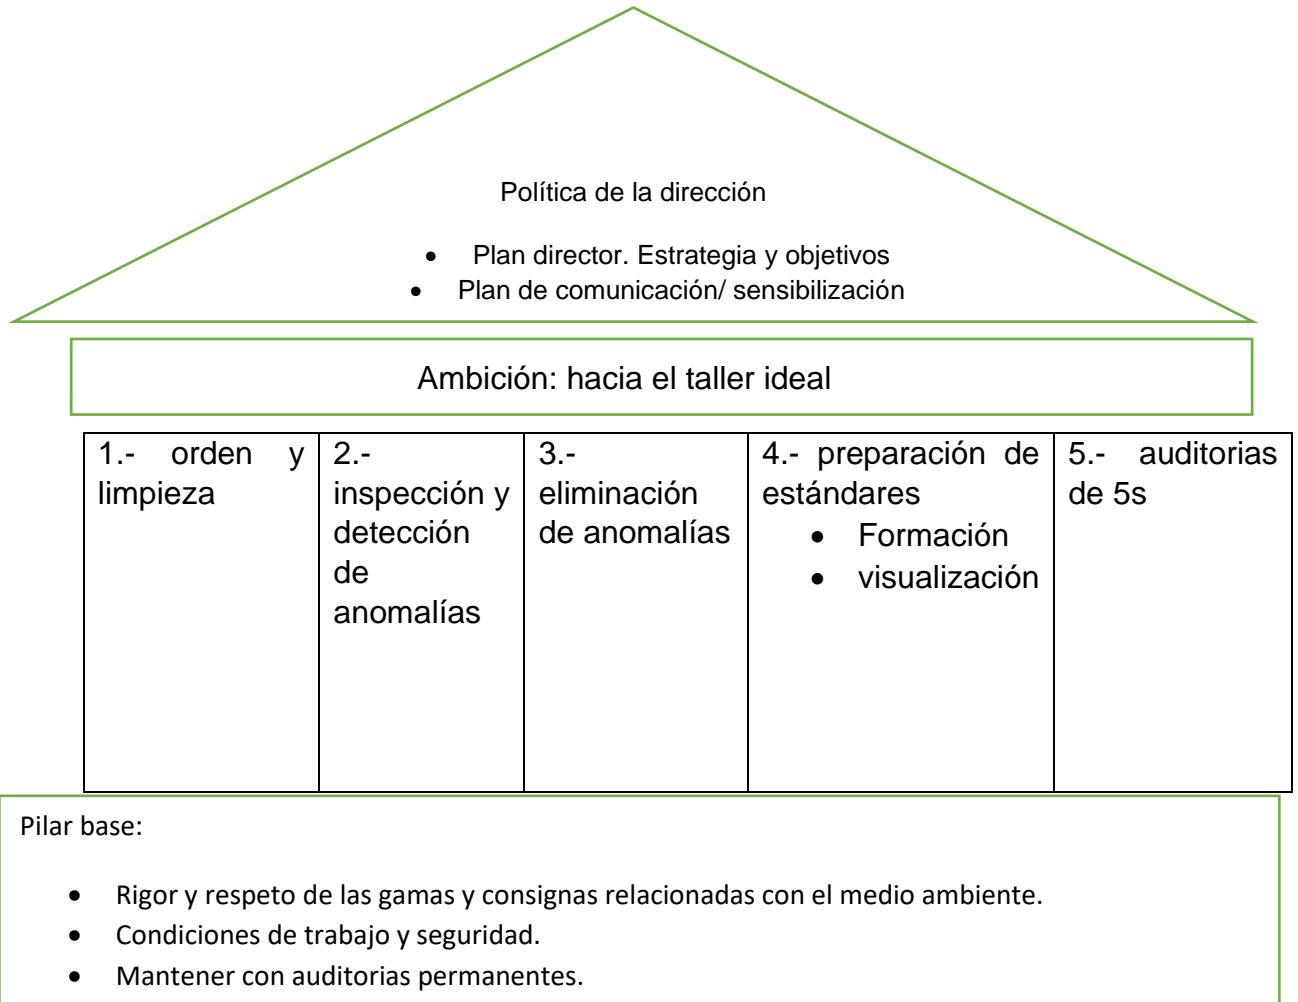 Política de la dirección
• Plan director. Estrategia y objetivos
• Plan de comunicación/ sensibilización
Ambición: hacia el taller ideal
1.- orden y
limpieza
2.-
inspección y
detección
de
anomalías
3.-
eliminación
de anomalías
4.- preparación de
estándares
• Formación
• visualización
5.- auditorias
de 5s
Pilar base:
• Rigor y respeto de las gamas y consignas relacionadas con el medio ambiente.
• Condiciones de trabajo y seguridad.
• Mantener con auditorias permanentes.